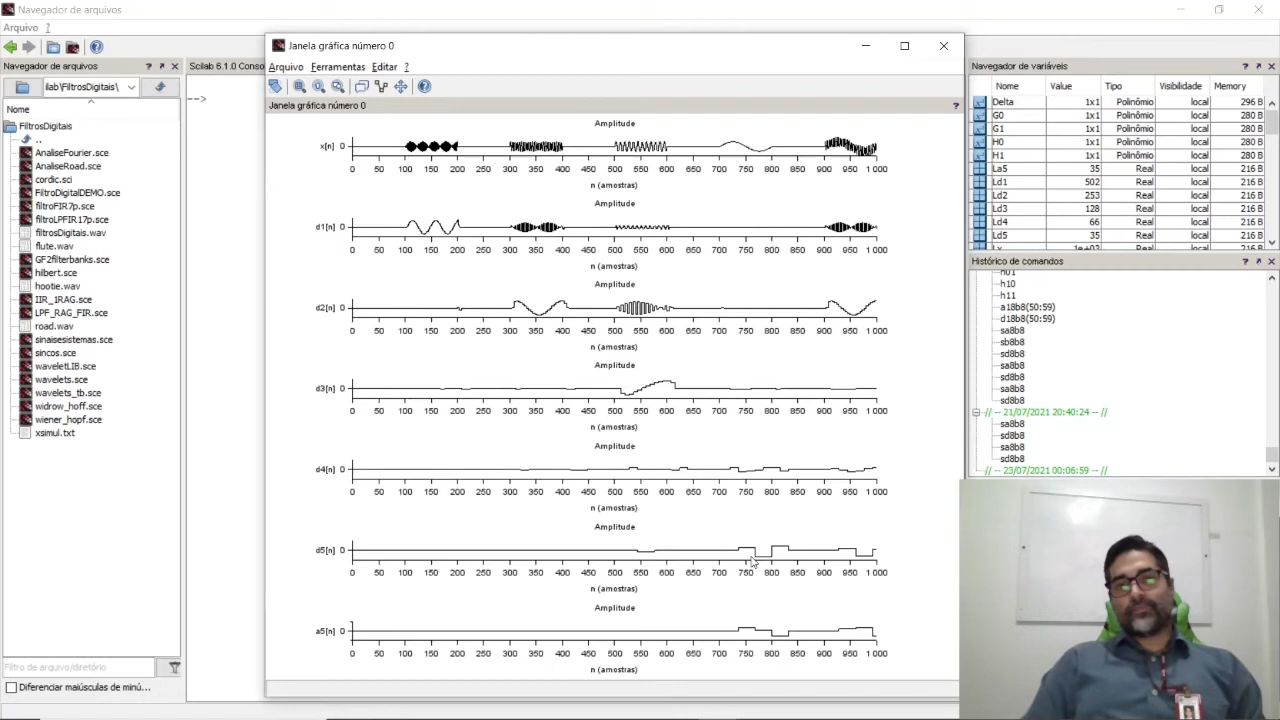 Navegador de arquivos
Arquivo ?
Navegador de arquivos ? ↗ ✕
ilab\FiltrosDigitais\
Nome
FiltrosDigitais
..
AnaliseFourier.sce
AnaliseRoad.sce
cordic.sci
FiltroDigitalDEMO.sce
filtroFIR7p.sce
filtroLPFIR17p.sce
filtrosDigitais.wav
flute.wav
GF2filterbanks.sce
hilbert.sce
hootie.wav
IIR_1RAG.sce
LPF_RAG_FIR.sce
road.wav
sinaisesistemas.sce
sincos.sce
waveletLIB.sce
wavelets.sce
wavelets_tb.sce
widrow_hoff.sce
wiener_hopf.sce
xsimul.txt
Filtro de arquivo/diretório
Diferenciar maiúsculas de minú...
Scilab 6.1.0 Conso
-->
Janela gráfica número 0
Arquivo Ferramentas Editar ?
Janela gráfica número 0 ?
Amplitude
x[n] 0
0 50 100 150 200 250 300 350 400 450 500 550 600 650 700 750 800 850 900 950 1 000
n (amostras)
Amplitude
d1[n] 0
0 50 100 150 200 250 300 350 400 450 500 550 600 650 700 750 800 850 900 950 1 000
n (amostras)
Amplitude
d2[n] 0
0 50 100 150 200 250 300 350 400 450 500 550 600 650 700 750 800 850 900 950 1 000
n (amostras)
Amplitude
d3[n] 0
0 50 100 150 200 250 300 350 400 450 500 550 600 650 700 750 800 850 900 950 1 000
n (amostras)
Amplitude
d4[n] 0
0 50 100 150 200 250 300 350 400 450 500 550 600 650 700 750 800 850 900 950 1 000
n (amostras)
Amplitude
d5[n] 0
0 50 100 150 200 250 300 350 400 450 500 550 600 650 700 750 800 850 900 950 1 000
n (amostras)
Amplitude
a5[n] 0
0 50 100 150 200 250 300 350 400 450 500 550 600 650 700 750 800 850 900 950 1 000
n (amostras)
Navegador de variáveis ? ↗ ✕
Nome Value Tipo Visibilidade Memory
Delta 1x1 Polinômio local 296 B
G0 1x1 Polinômio local 280 B
G1 1x1 Polinômio local 280 B
H0 1x1 Polinômio local 280 B
H1 1x1 Polinômio local 280 B
La5 35 Real local 216 B
Ld1 502 Real local 216 B
Ld2 253 Real local 216 B
Ld3 128 Real local 216 B
Ld4 66 Real local 216 B
Ld5 35 Real local 216 B
Lx 1e+03 Real local 216 B
Histórico de comandos ? ↗ ✕
h01
h10
h11
a18b8(50:59)
d18b8(50:59)
sa8b8
sb8b8
sd8b8
sa8b8
sd8b8
sa8b8
sd8b8
// -- 21/07/2021 20:40:24 -- //
sa8b8
sd8b8
sa8b8
sd8b8
// -- 23/07/2021 00:06:59 -- //